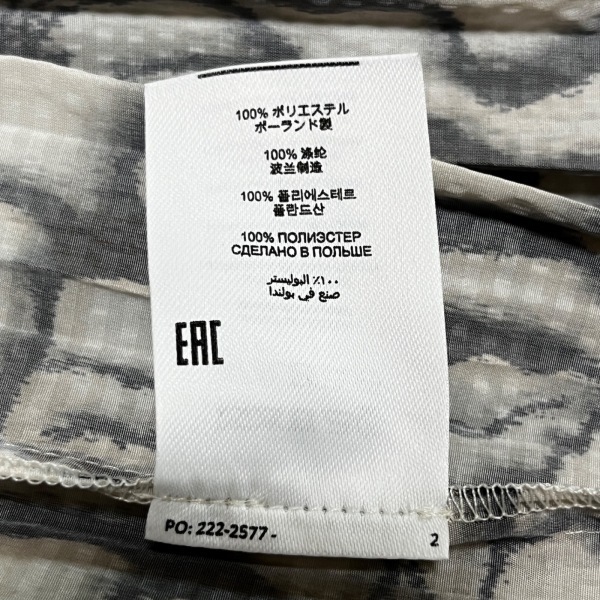 100% ポリエステル
ポーランド製
100% 涤纶
波兰制造
100% 폴리에스테르
폴란드산
100% ПОЛИЭСТЕР
СДЕЛАНО В ПОЛЬШЕ
١٠٠٪ البوليستر
صنع في بولندا
EAC
PO: 222-2577 -
2